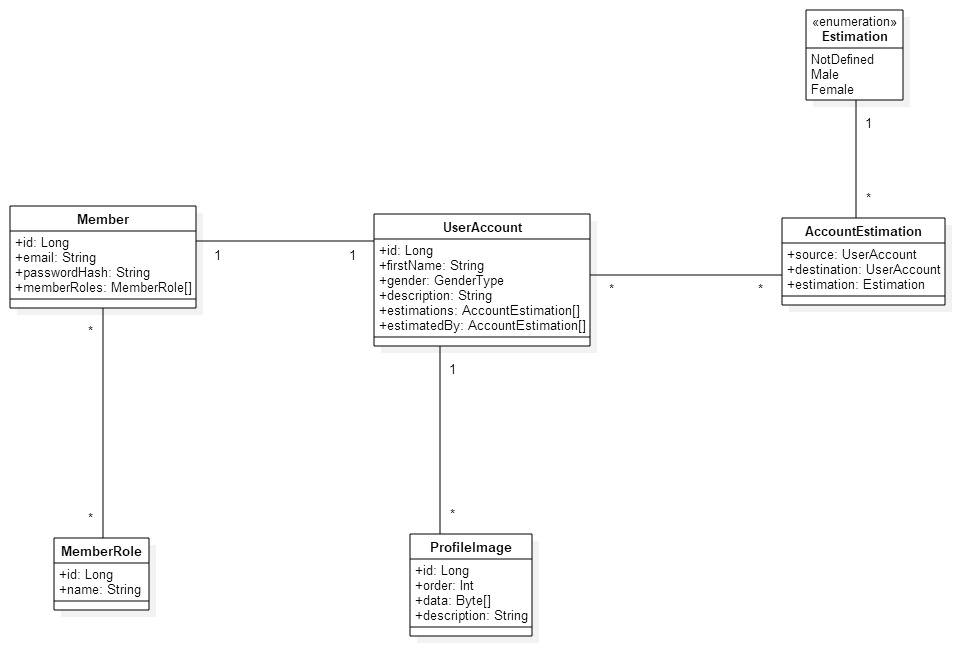 «enumeration»
Estimation
NotDefined
Male
Female
1
*
Member
+id: Long
+email: String
+passwordHash: String
+memberRoles: MemberRole[]
1
1
UserAccount
+id: Long
+firstName: String
+gender: GenderType
+description: String
+estimations: AccountEstimation[]
+estimatedBy: AccountEstimation[]
*
*
AccountEstimation
+source: UserAccount
+destination: UserAccount
+estimation: Estimation
*
*
1
*
MemberRole
+id: Long
+name: String
ProfileImage
+id: Long
+order: Int
+data: Byte[]
+description: String